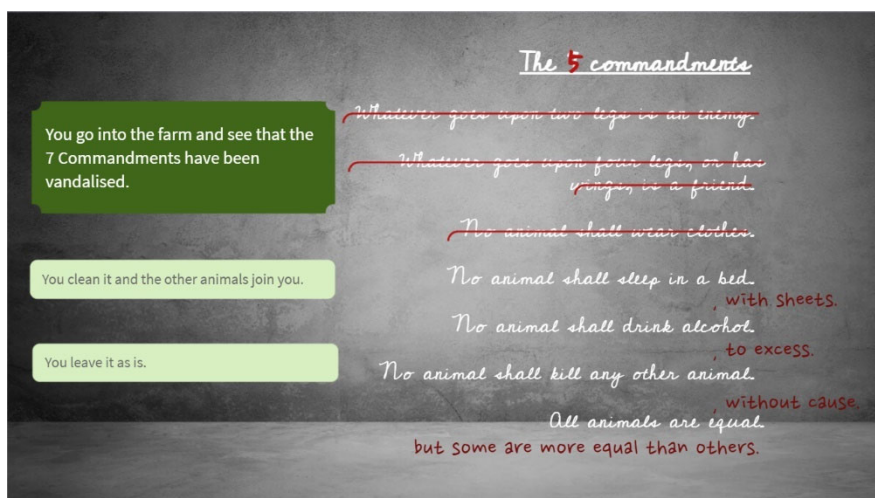 The 5 commandments
You go into the farm and see that the
7 Commandments have been
vandalised.
You clean it and the other animals join you.
You leave it as is.
Whatever goes upon two legs is an enemy.
Whatever goes upon four legs, or has
wings, is a friend.
No animal shall wear clothes.
No animal shall sleep in a bed.
, with sheets.
No animal shall drink alcohol.
, to excess.
No animal shall kill any other animal.
, without cause.
All animals are equal.
but some are more equal than others.